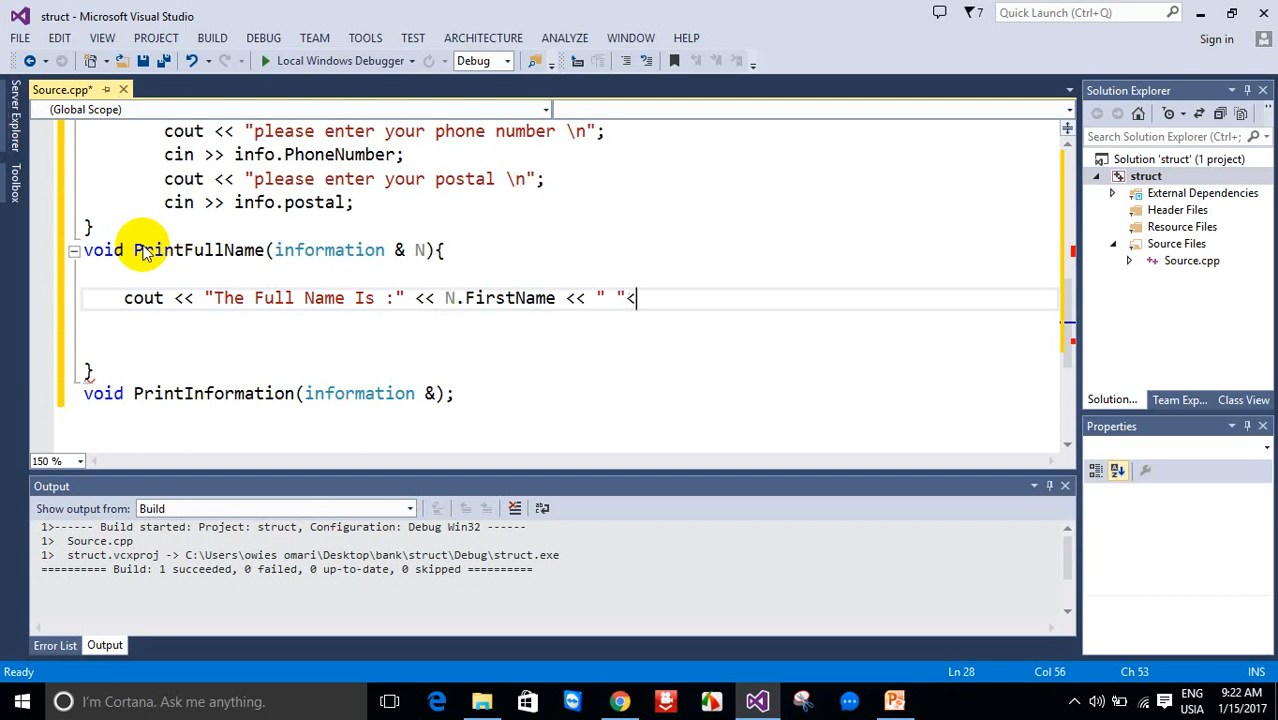 struct - Microsoft Visual Studio
7
Quick Launch (Ctrl+Q)
FILE EDIT VIEW PROJECT BUILD DEBUG TEAM TOOLS TEST ARCHITECTURE ANALYZE WINDOW HELP
Sign in
Local Windows Debugger
Debug
Server Explorer
Toolbox
Source.cpp*
(Global Scope)
cout << "please enter your phone number \n";
cin >> info.PhoneNumber;
cout << "please enter your postal \n";
cin >> info.postal;
}
void PrintFullName(information & N){
cout << "The Full Name Is :" << N.FirstName << " "<
}
void PrintInformation(information &);
150 %
Solution Explorer
Search Solution Explorer (Ctrl+;
Solution 'struct' (1 project)
struct
External Dependencies
Header Files
Resource Files
Source Files
Source.cpp
Solution... Team Exp... Class View
Properties
Output
Show output from: Build
1>------ Build started: Project: struct, Configuration: Debug Win32 ------
1>  Source.cpp
1>  struct.vcxproj -> C:\Users\owies omari\Desktop\bank\struct\Debug\struct.exe
========== Build: 1 succeeded, 0 failed, 0 up-to-date, 0 skipped ==========
Error List Output
Ready
Ln 28 Col 56 Ch 53 INS
I'm Cortana. Ask me anything.
ENG
USIA
9:22 AM
1/15/2017